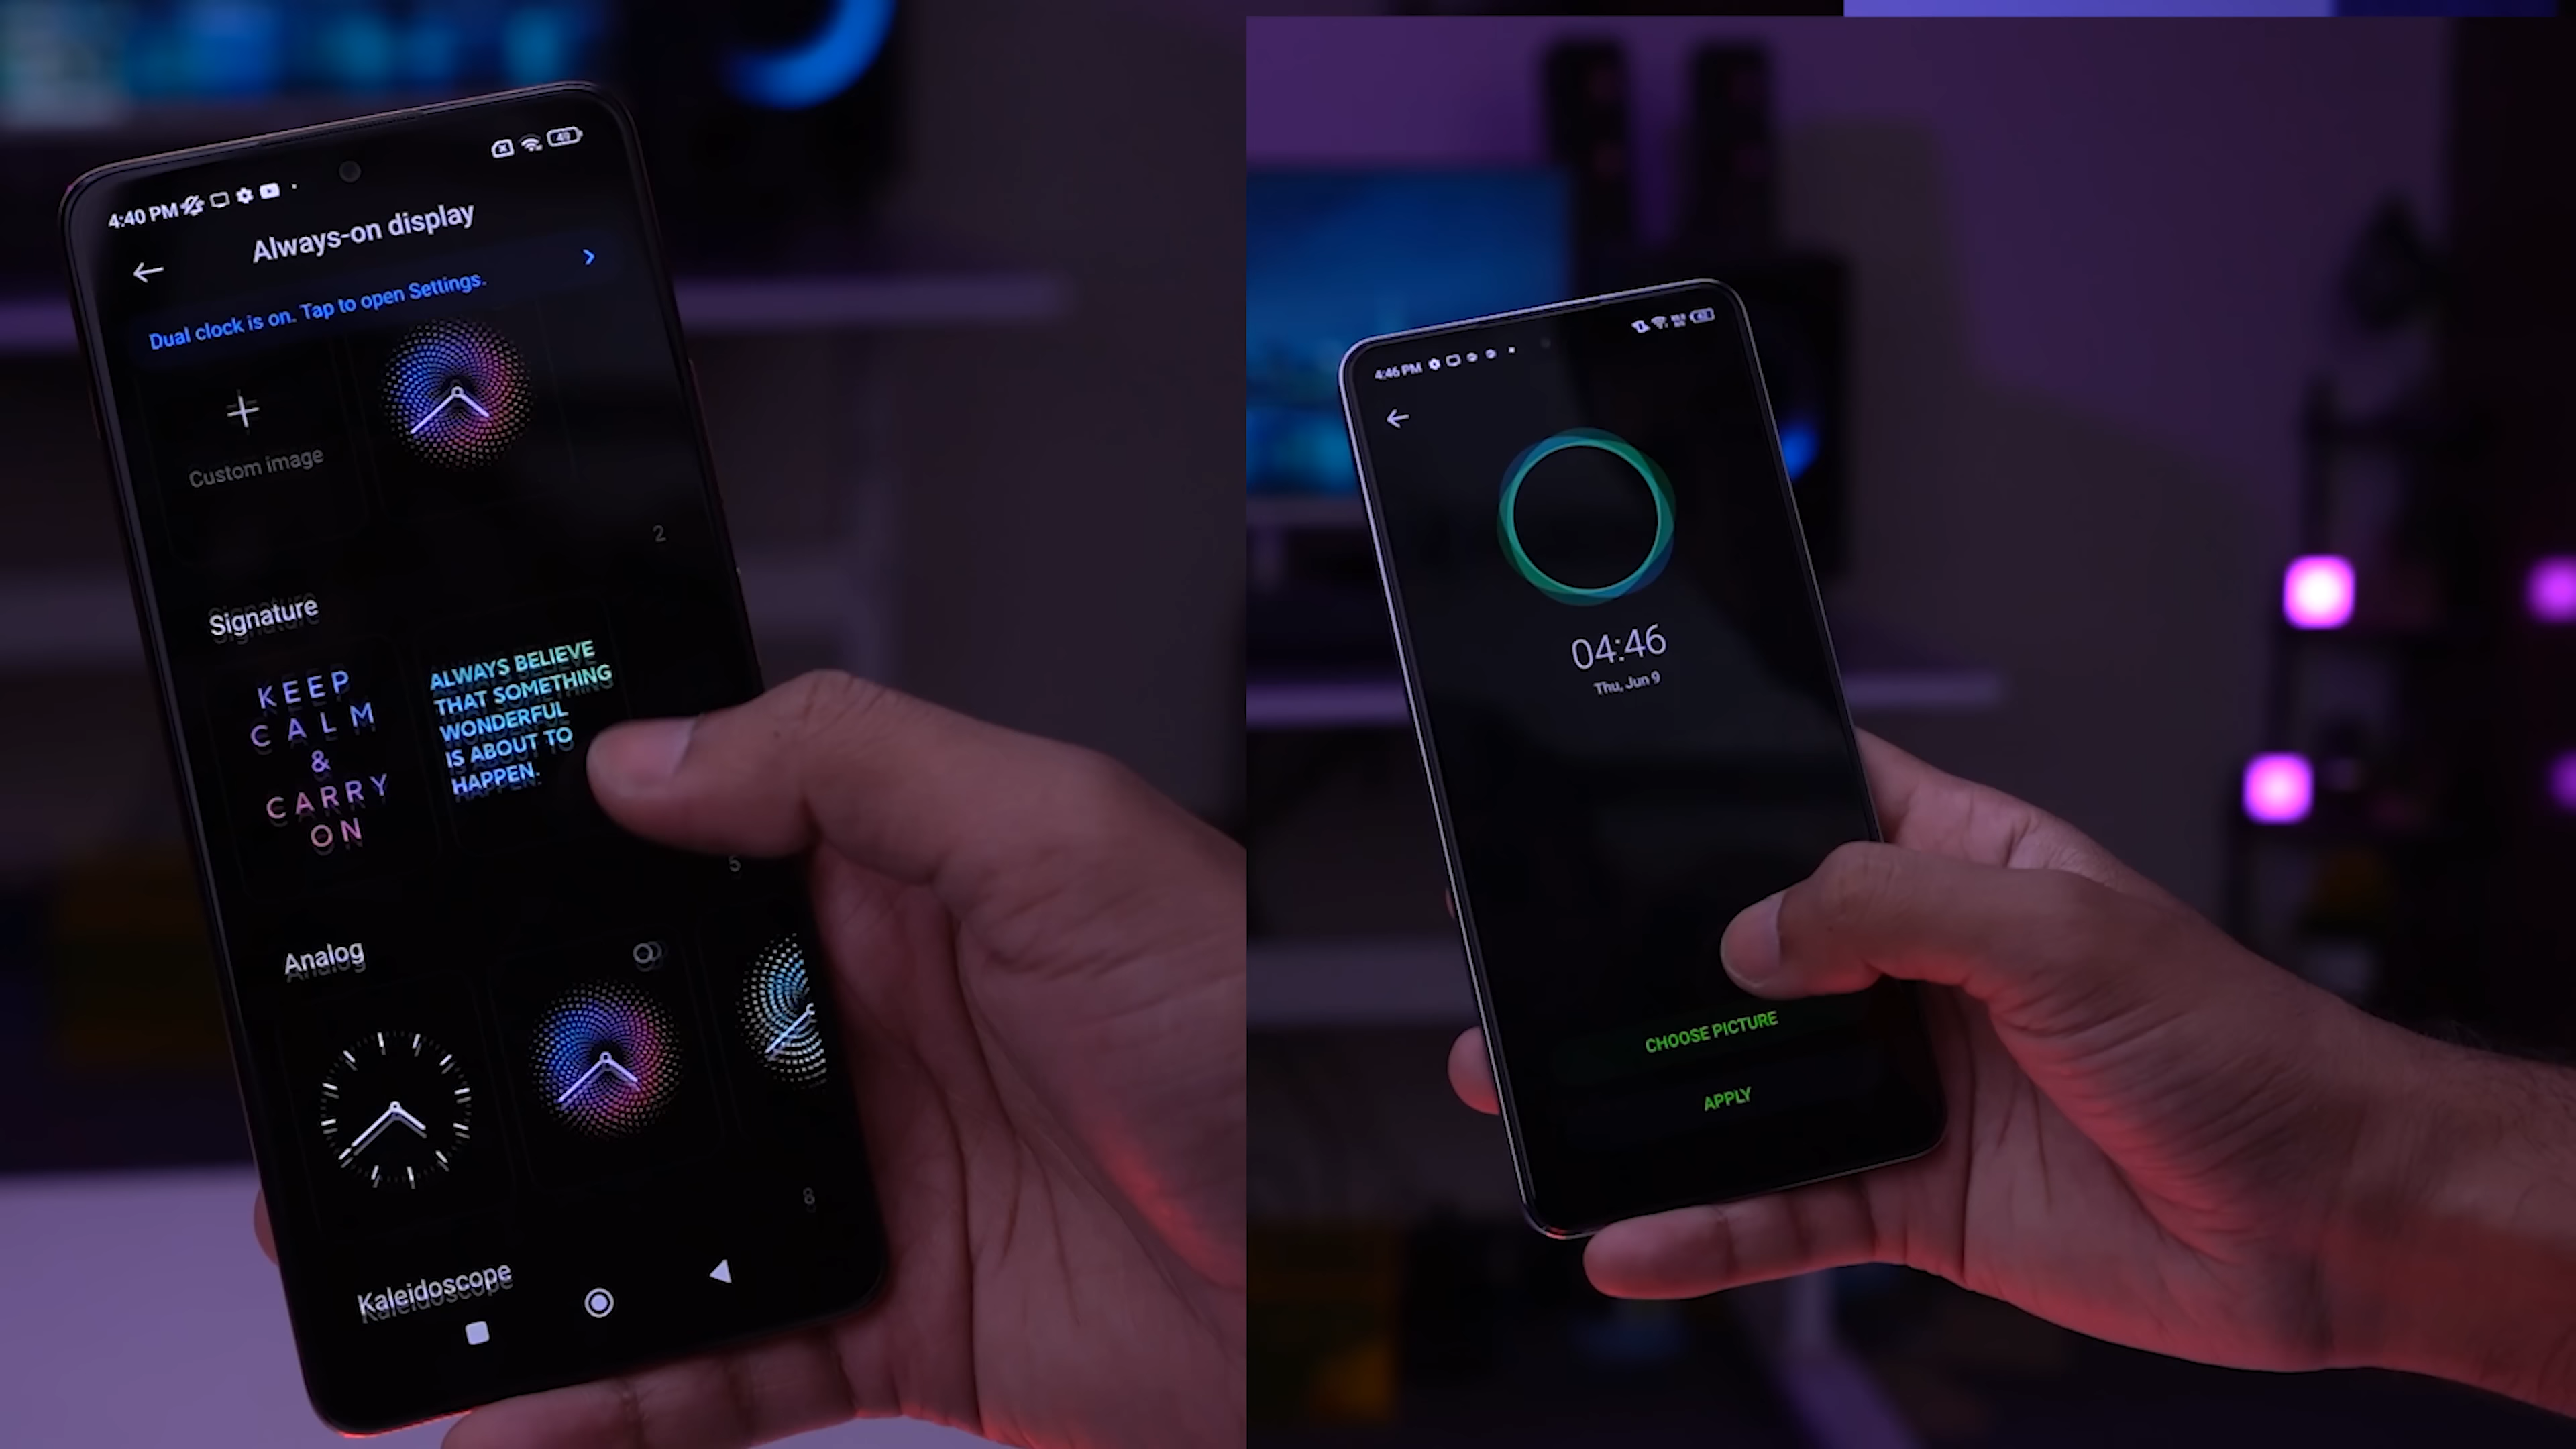 4:40 PM
49
Always-on display
Dual clock is on. Tap to open Settings.
Custom image
2
Signature
KEEP
CALM
&
CARRY
ON
ALWAYS BELIEVE
THAT SOMETHING
WONDERFUL
IS ABOUT TO
HAPPEN.
5
Analog
8
Kaleidoscope
4:46 PM
04:46
Thu, Jun 9
CHOOSE PICTURE
APPLY